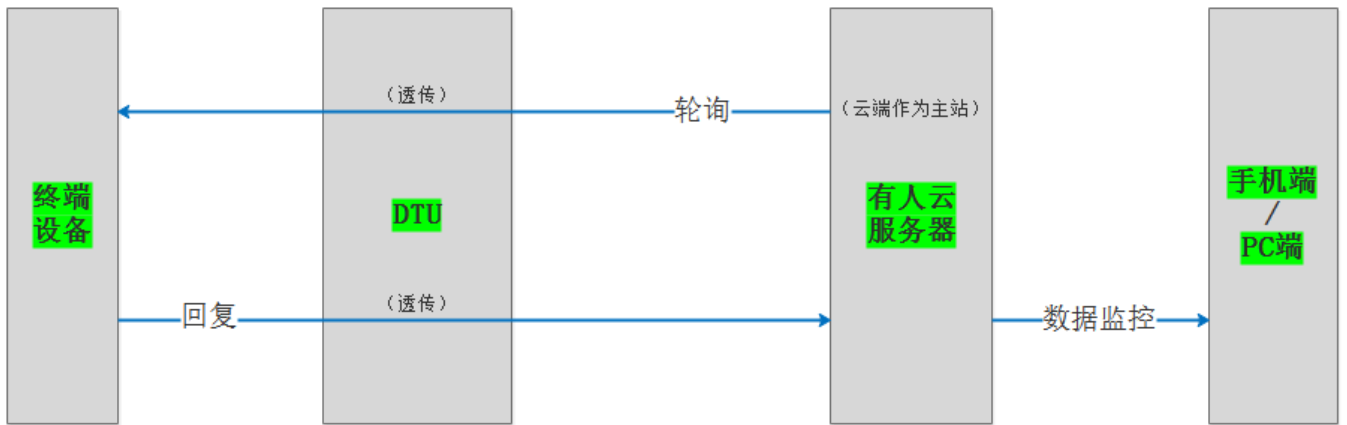 （透传）
轮询
（云端作为主站）
终端
设备
DTU
有人云
服务器
手机端
/
PC端
回复
（透传）
数据监控